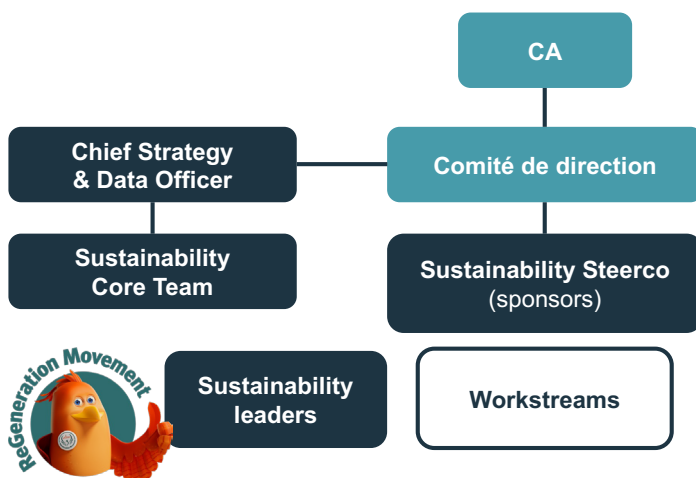 CA
Chief Strategy
& Data Officer
Comité de direction
Sustainability
Core Team
Sustainability Steerco
(sponsors)
ReGeneration Movement
Sustainability
leaders
Workstreams